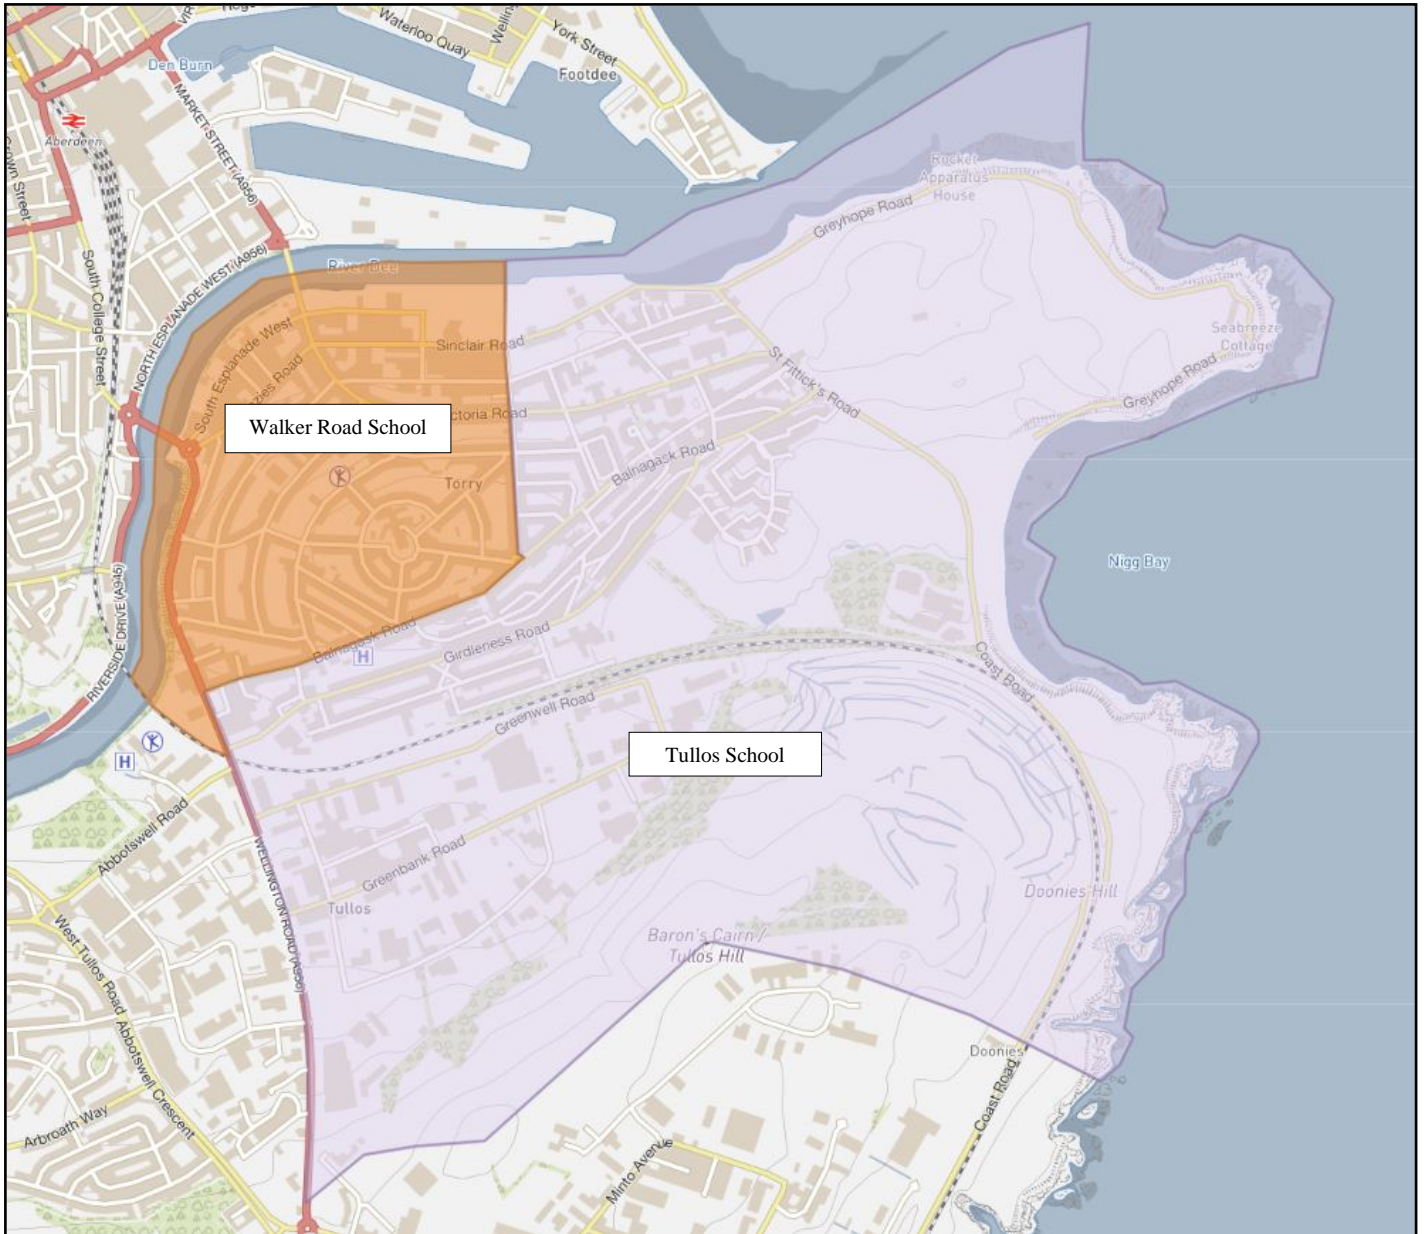 Waterloo Quay
York Street
Footdee
Den Burn
MARKET STREET (A956)
Aberdeen
Crown Street
South College Street
NORTH ESPLANADE WEST (A956)
River Dee
Rocket
Apparatus
House
Greyhope Road
Seabreeze
Cottage
Greyhope Road
South Esplanade West
Sinclair Road
St Fittick's Road
Walker Road School
Balnagask Road
Torry
Nigg Bay
RIVERSIDE DRIVE (A945)
Balnagask Road
H
Girdleness Road
Coast Road
Greenwell Road
Tullos School
H
Abbotswell Road
WELLINGTON ROAD (A956)
Greenbank Road
Tullos
Doonies Hill
Baron's Cairn /
Tullos Hill
West Tullos Road
Abbotswell Crescent
Doonies
Coast Road
Arbroath Way
Minto Avenue